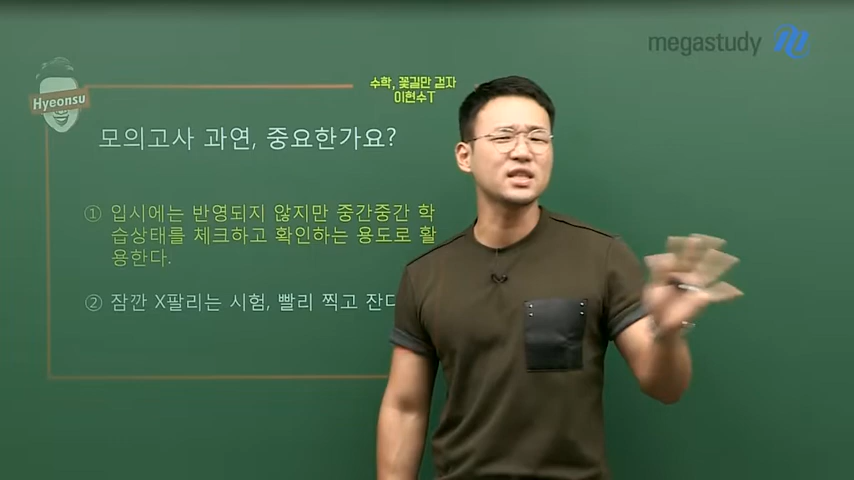 megastudy M
Hyeonsu
수학, 꽃길만 걷자
이현수T
모의고사 과연, 중요한가요?
① 입시에는 반영되지 않지만 중간중간 학
습상태를 체크하고 확인하는 용도로 활
용한다.
② 잠깐 X팔리는 시험, 빨리 찍고 잔다